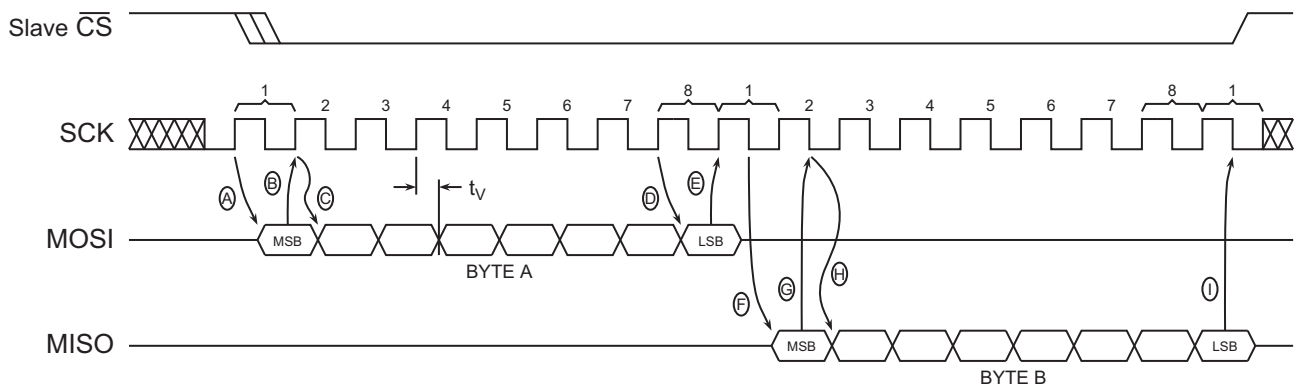 Slave CS
1 2 3 4 5 6 7 8 1 2 3 4 5 6 7 8 1
SCK
A B C tV D E
MOSI MSB LSB
BYTE A
F G H I
MISO MSB LSB
BYTE B